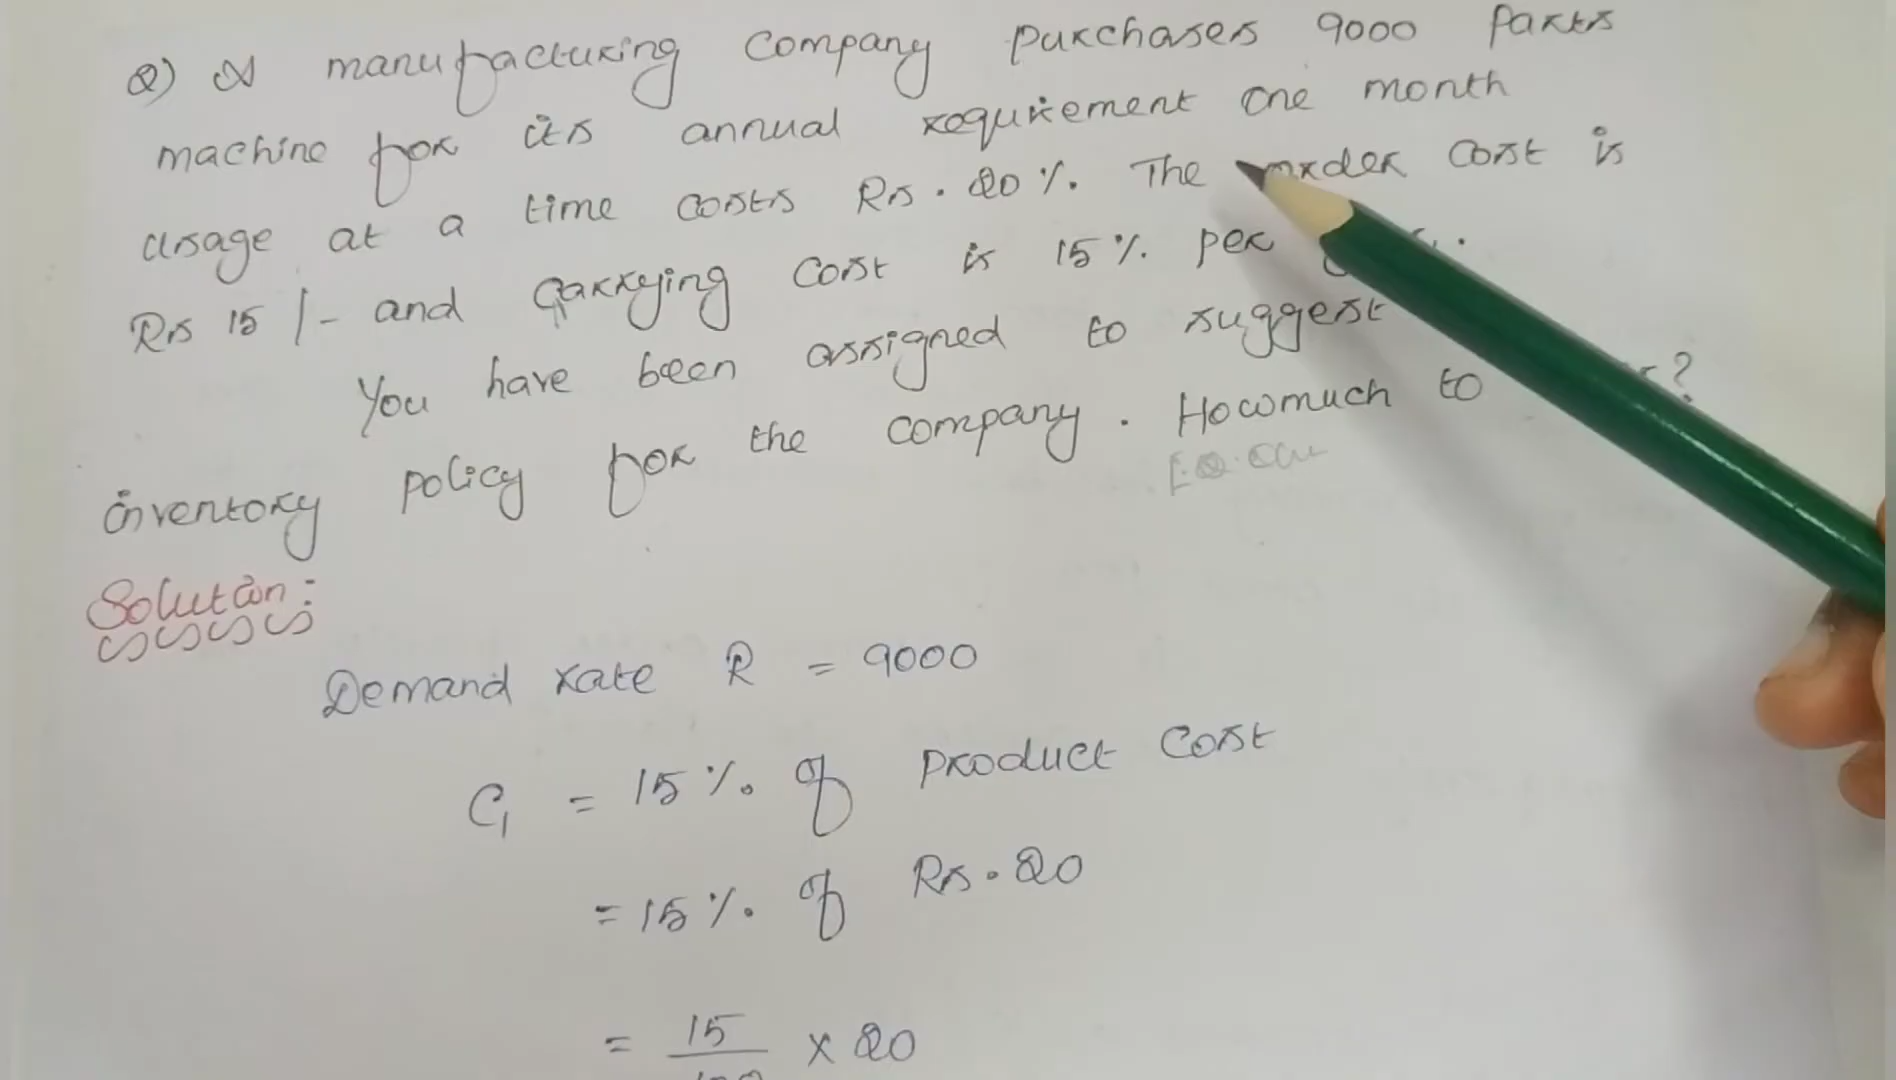 Q) A manufacturing company purchases 9000 parts
machine for its annual requirement one month
usage at a time costs Rs. 20%. The order cost is
Rs 15/- and carrying cost is 15%. per
You have been assigned to suggest
inventory policy for the company. Howmuch to ?
Solution:
Demand rate R = 9000
C1 = 15%. of product cost
= 15%. of Rs. 20
= 15/100 x 20